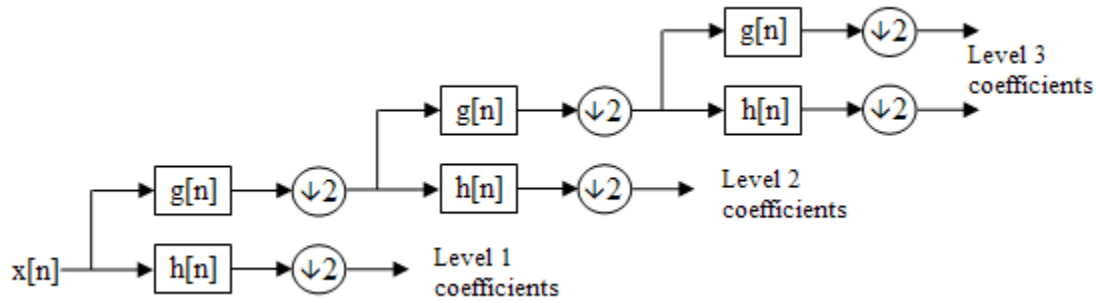 g[n] ↓2
Level 3
coefficients
g[n] ↓2 h[n] ↓2
g[n] ↓2 h[n] ↓2
Level 2
coefficients
x[n] h[n] ↓2
Level 1
coefficients